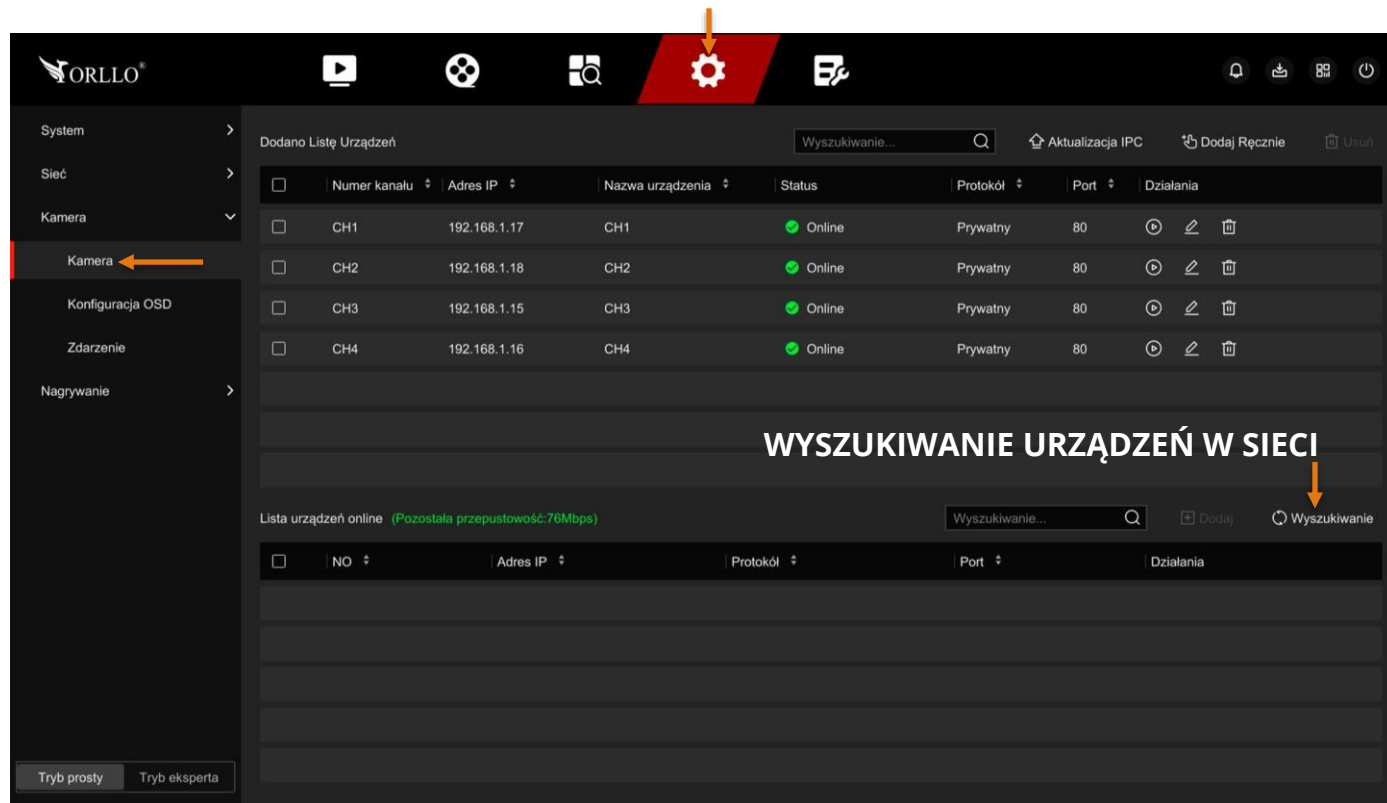 ORLLO®
System
Sieć
Kamera
Kamera
Konfiguracja OSD
Zdarzenie
Nagrywanie
Tryb prosty Tryb eksperta
Dodano Listę Urządzeń Wyszukiwanie... Aktualizacja IPC Dodaj Ręcznie Usuń
Numer kanału Adres IP Nazwa urządzenia Status Protokół Port Działania
CH1 192.168.1.17 CH1 Online Prywatny 80
CH2 192.168.1.18 CH2 Online Prywatny 80
CH3 192.168.1.15 CH3 Online Prywatny 80
CH4 192.168.1.16 CH4 Online Prywatny 80
WYSZUKIWANIE URZĄDZEŃ W SIECI
Lista urządzeń online (Pozostała przepustowość:76Mbps) Wyszukiwanie... Dodaj Wyszukiwanie
NO Adres IP Protokół Port Działania